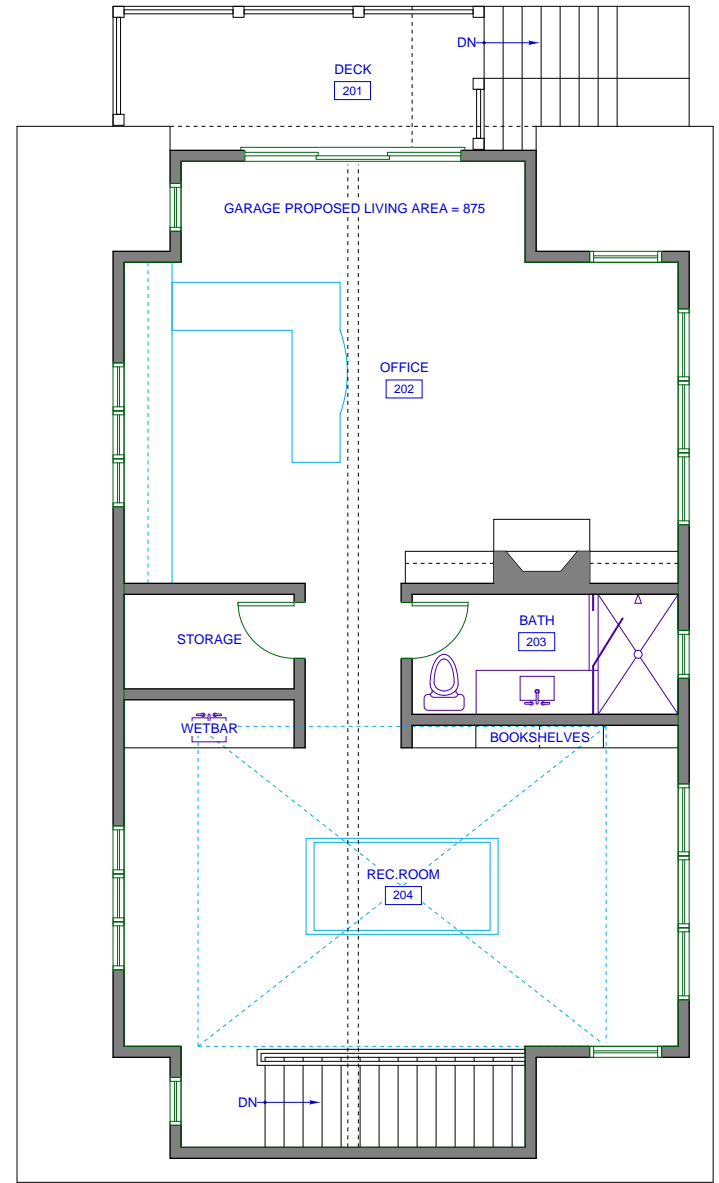 DN
DECK
201
GARAGE PROPOSED LIVING AREA = 875
OFFICE
202
STORAGE
BATH
203
WETBAR
BOOKSHELVES
REC.ROOM
204
DN